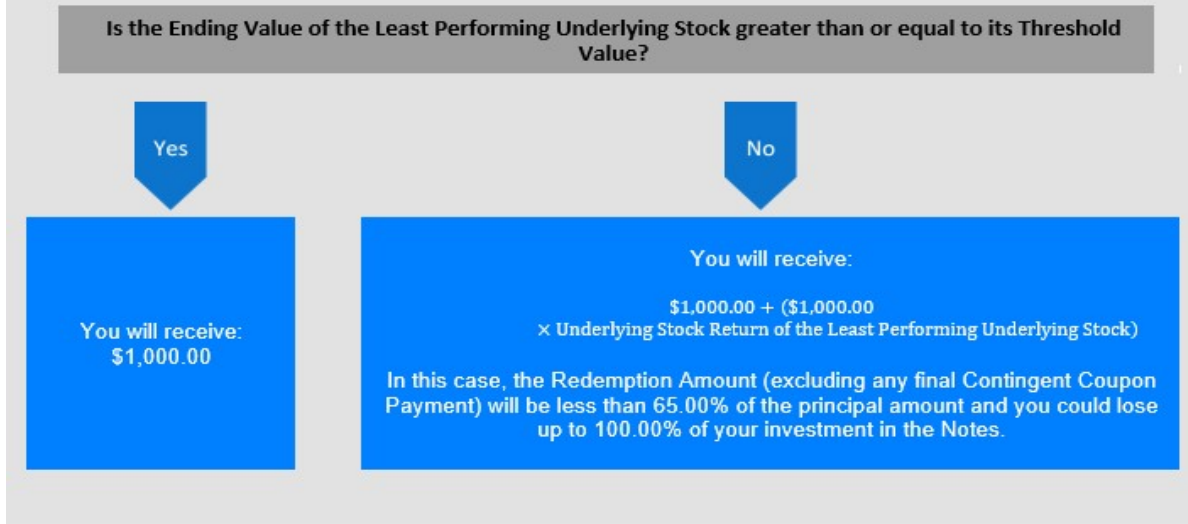 Is the Ending Value of the Least Performing Underlying Stock greater than or equal to its Threshold
Value?
Yes
No
You will receive:
$1,000.00
You will receive:
$1,000.00 + ($1,000.00
× Underlying Stock Return of the Least Performing Underlying Stock)
In this case, the Redemption Amount (excluding any final Contingent Coupon
Payment) will be less than 65.00% of the principal amount and you could lose
up to 100.00% of your investment in the Notes.